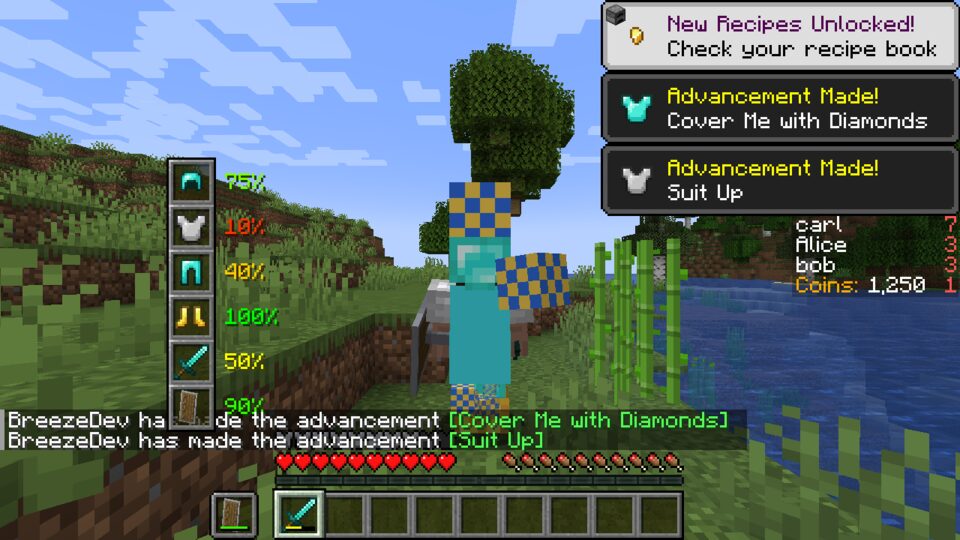 New Recipes Unlocked!
Check your recipe book
Advancement Made!
Cover Me with Diamonds
Advancement Made!
Suit Up
carl 7
Alice 3
bob 3
Coins: 1,250 1
75%
10%
40%
100%
50%
90%
BreezeDev ha de the advancement [Cover Me with Diamonds]
BreezeDev has made the advancement [Suit Up]